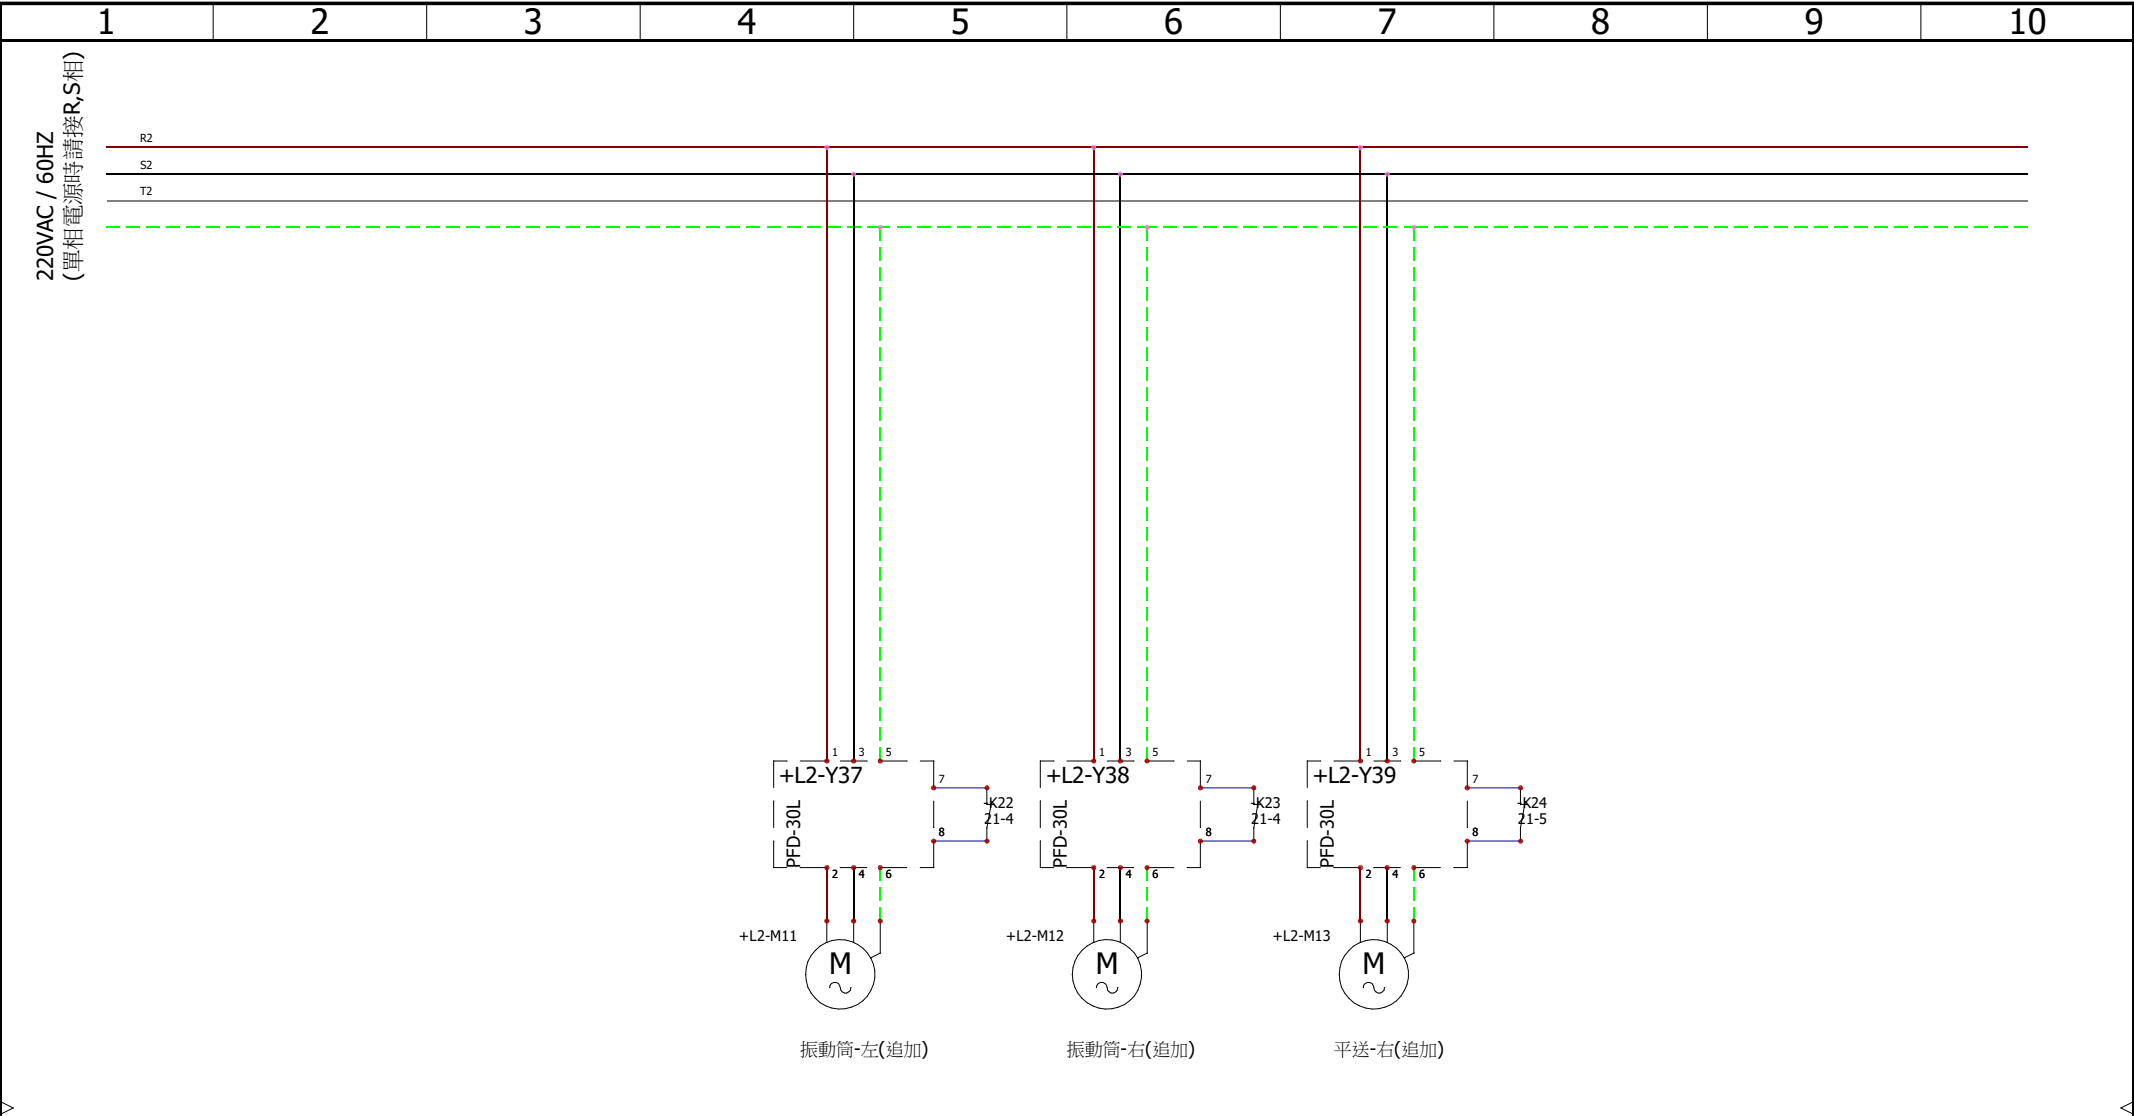 1 2 3 4 5 6 7 8 9 10
220VAC / 60HZ
(單相電源時請接R,S相)
R2
S2
T2
1 3 5 1 3 5 1 3 5
+L2-Y37 7 +L2-Y38 7 +L2-Y39 7
PFD-30L PFD-30L PFD-30L
-K22 -K23 -K24
21-4 21-4 21-5
8 8 8
2 4 6 2 4 6 2 4 6
+L2-M11 +L2-M12 +L2-M13
M M M
振動筒-左(追加) 振動筒-右(追加) 平送-右(追加)